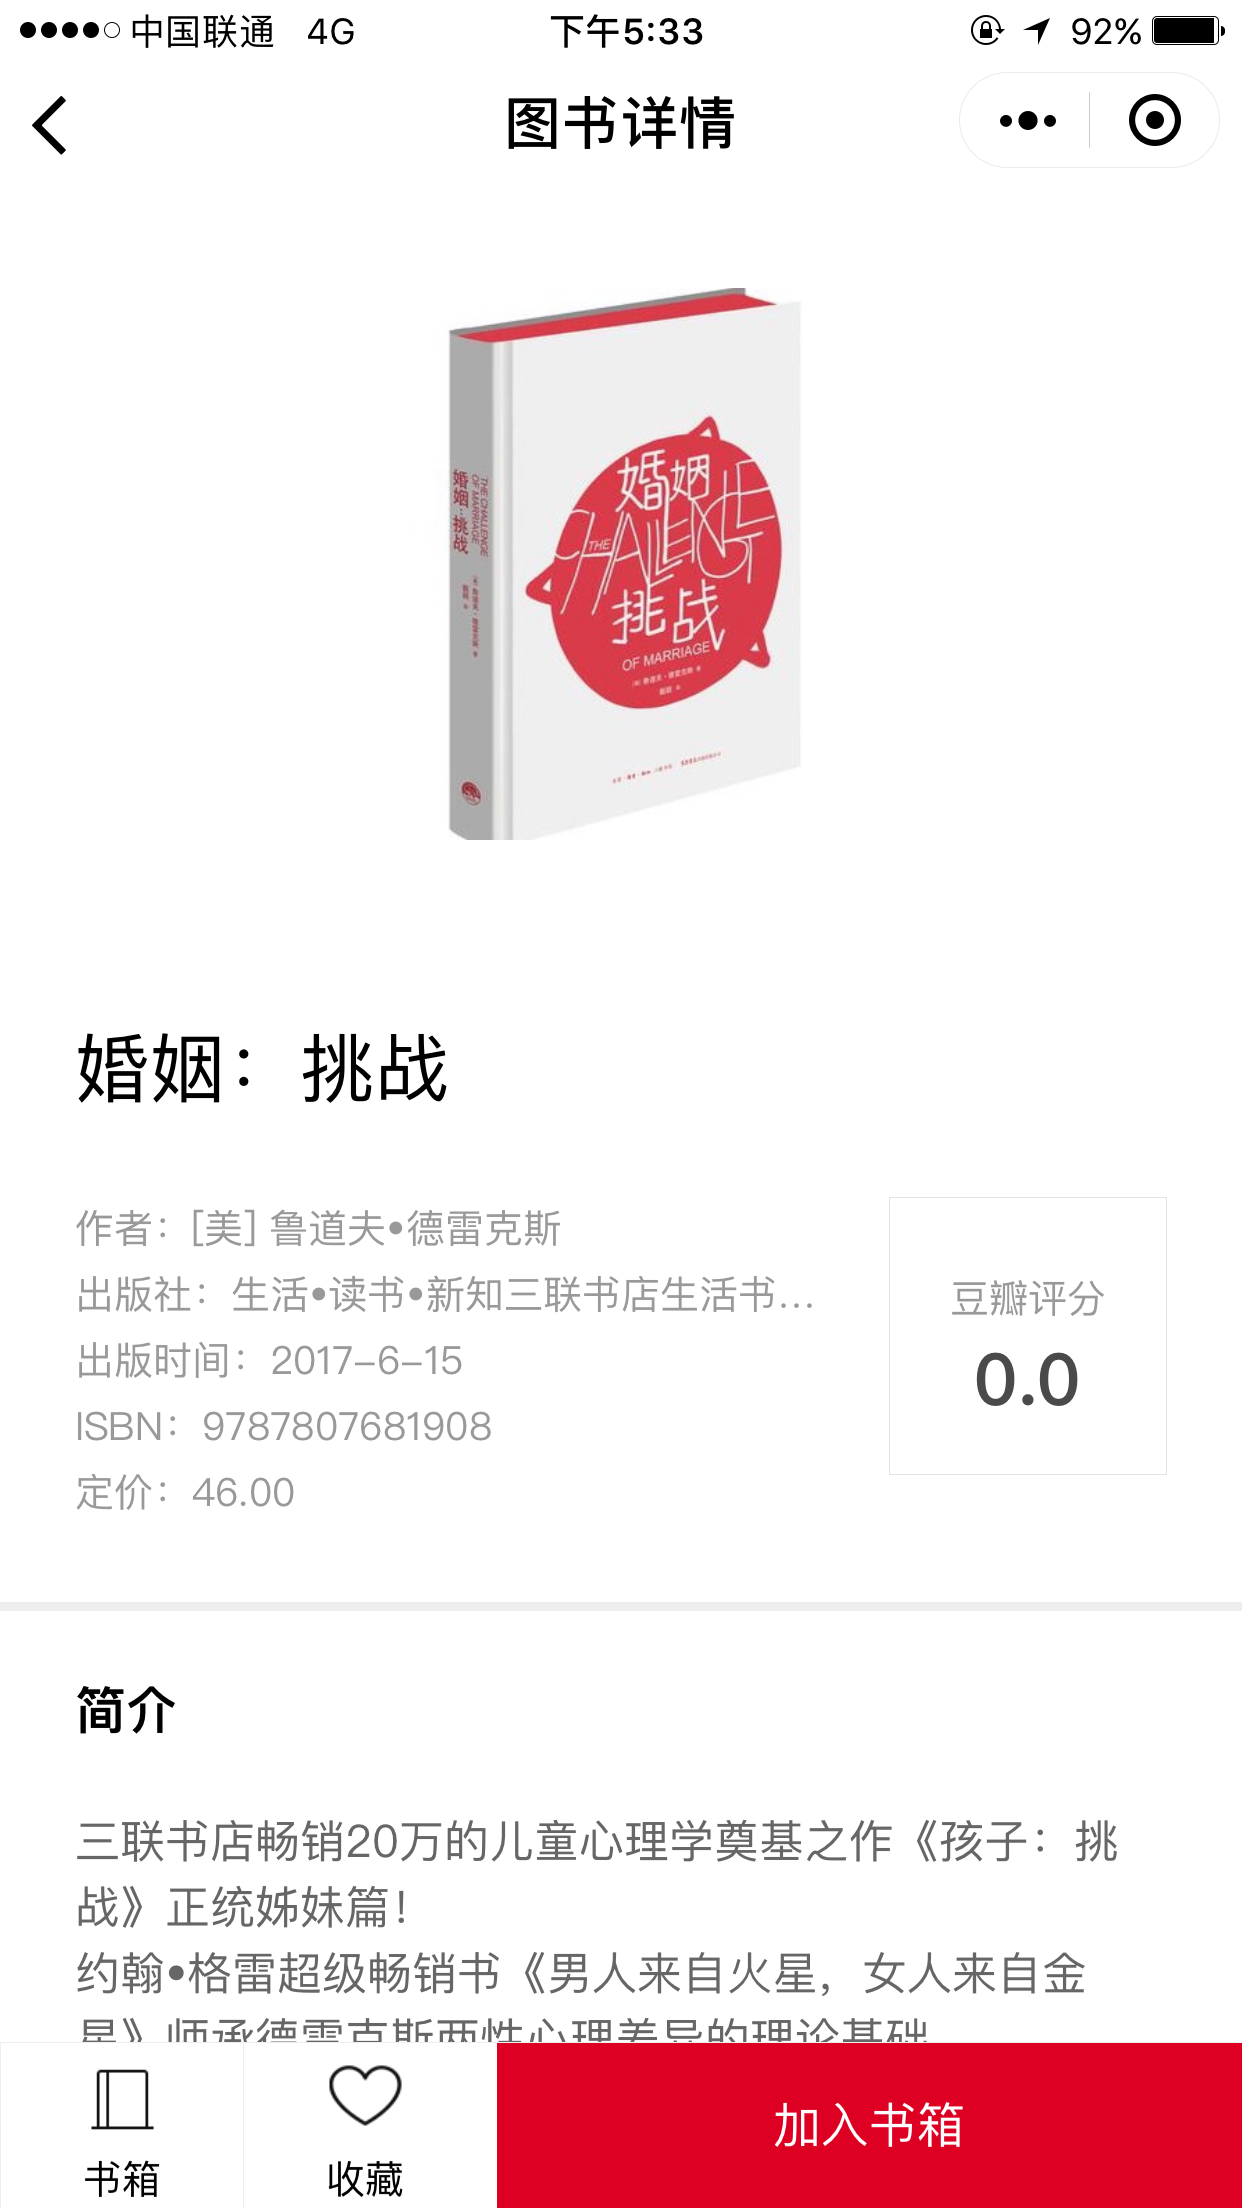 中国联通 4G 下午5:33 92%
图书详情
婚姻:挑战
THE CHALLENGE
OF MARRIAGE
婚姻
THE
CHALLENGE
挑战
OF MARRIAGE
婚姻：挑战
作者：[美] 鲁道夫•德雷克斯
出版社：生活•读书•新知三联书店生活书...
出版时间：2017-6-15
ISBN：9787807681908
定价：46.00
豆瓣评分
0.0
简介
三联书店畅销20万的儿童心理学奠基之作《孩子：挑
战》正统姊妹篇！
约翰•格雷超级畅销书《男人来自火星，女人来自金
星》师承德雷克斯两性心理差异的理论基础
书箱
收藏
加入书箱